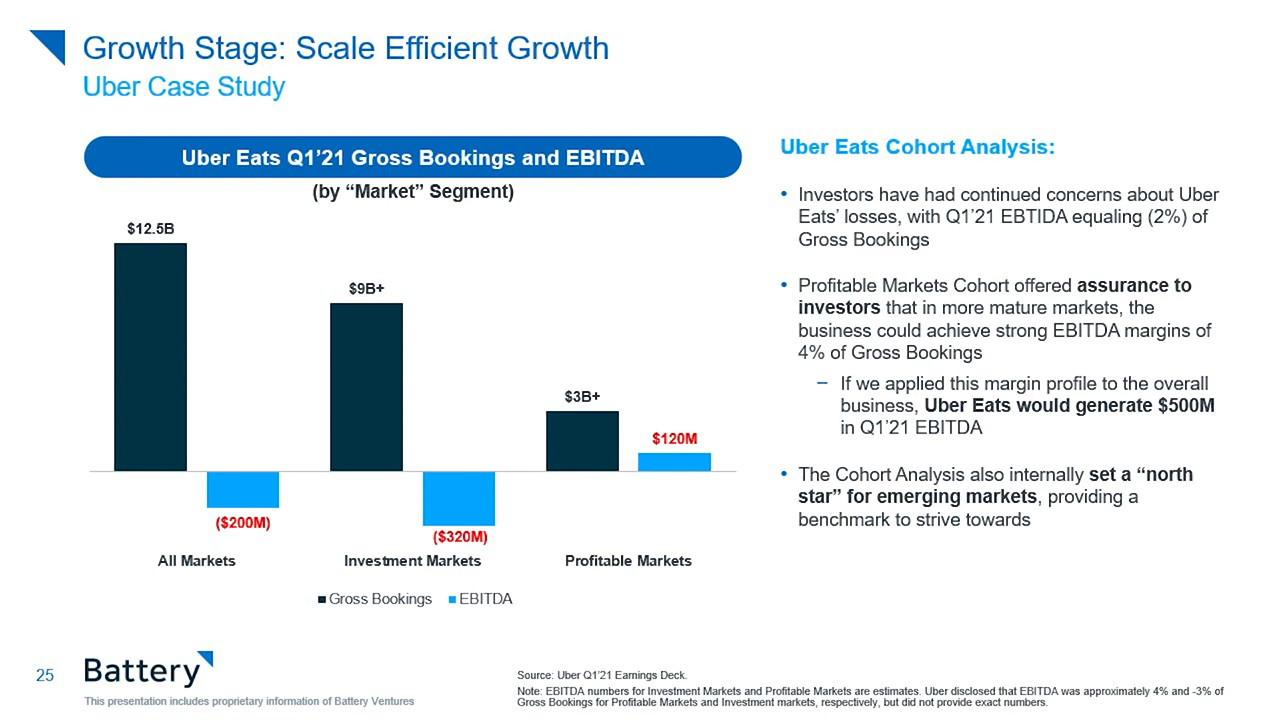 Growth Stage: Scale Efficient Growth
Uber Case Study
Uber Eats Q1’21 Gross Bookings and EBITDA
(by “Market” Segment)
$12.5B
$9B+
$3B+
$120M
($200M)
($320M)
All Markets
Investment Markets
Profitable Markets
Gross Bookings
EBITDA
Uber Eats Cohort Analysis:
• Investors have had continued concerns about Uber
Eats’ losses, with Q1’21 EBTIDA equaling (2%) of
Gross Bookings
• Profitable Markets Cohort offered assurance to
investors that in more mature markets, the
business could achieve strong EBITDA margins of
4% of Gross Bookings
– If we applied this margin profile to the overall
business, Uber Eats would generate $500M
in Q1’21 EBITDA
• The Cohort Analysis also internally set a “north
star” for emerging markets, providing a
benchmark to strive towards
25
Battery
This presentation includes proprietary information of Battery Ventures
Source: Uber Q1’21 Earnings Deck.
Note: EBITDA numbers for Investment Markets and Profitable Markets are estimates. Uber disclosed that EBITDA was approximately 4% and -3% of
Gross Bookings for Profitable Markets and Investment markets, respectively, but did not provide exact numbers.